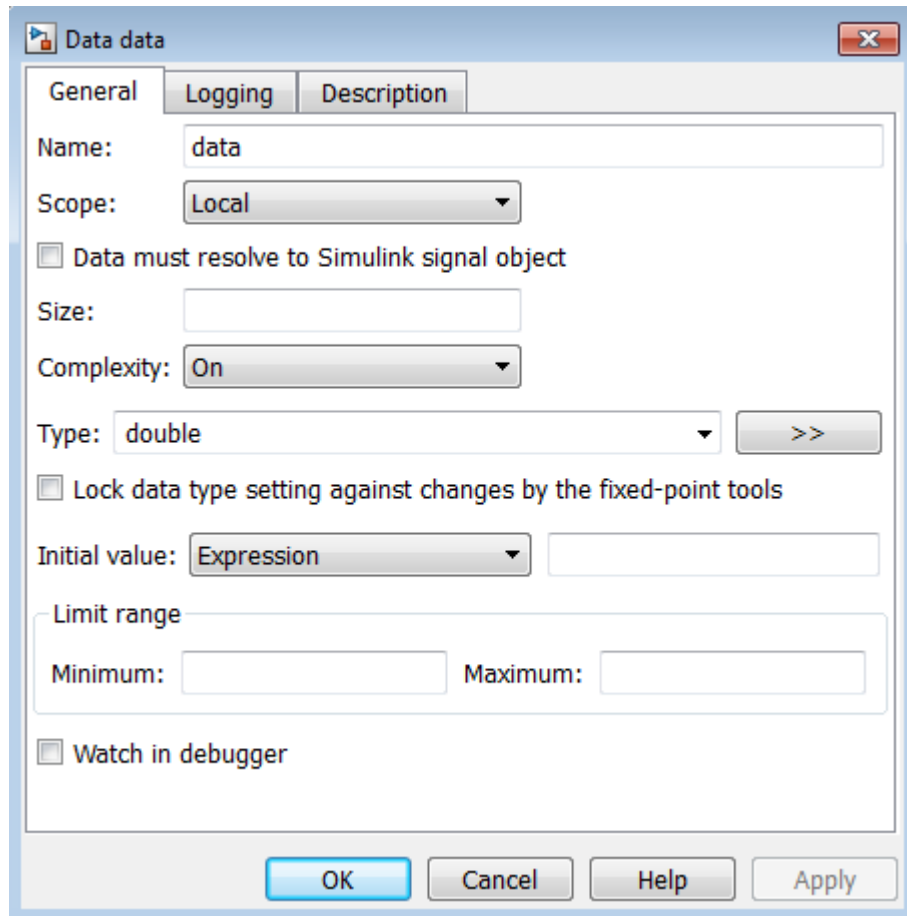 Data data
General Logging Description
Name: data
Scope: Local
Data must resolve to Simulink signal object
Size:
Complexity: On
Type: double >>
Lock data type setting against changes by the fixed-point tools
Initial value: Expression
Limit range
Minimum: Maximum:
Watch in debugger
OK Cancel Help Apply